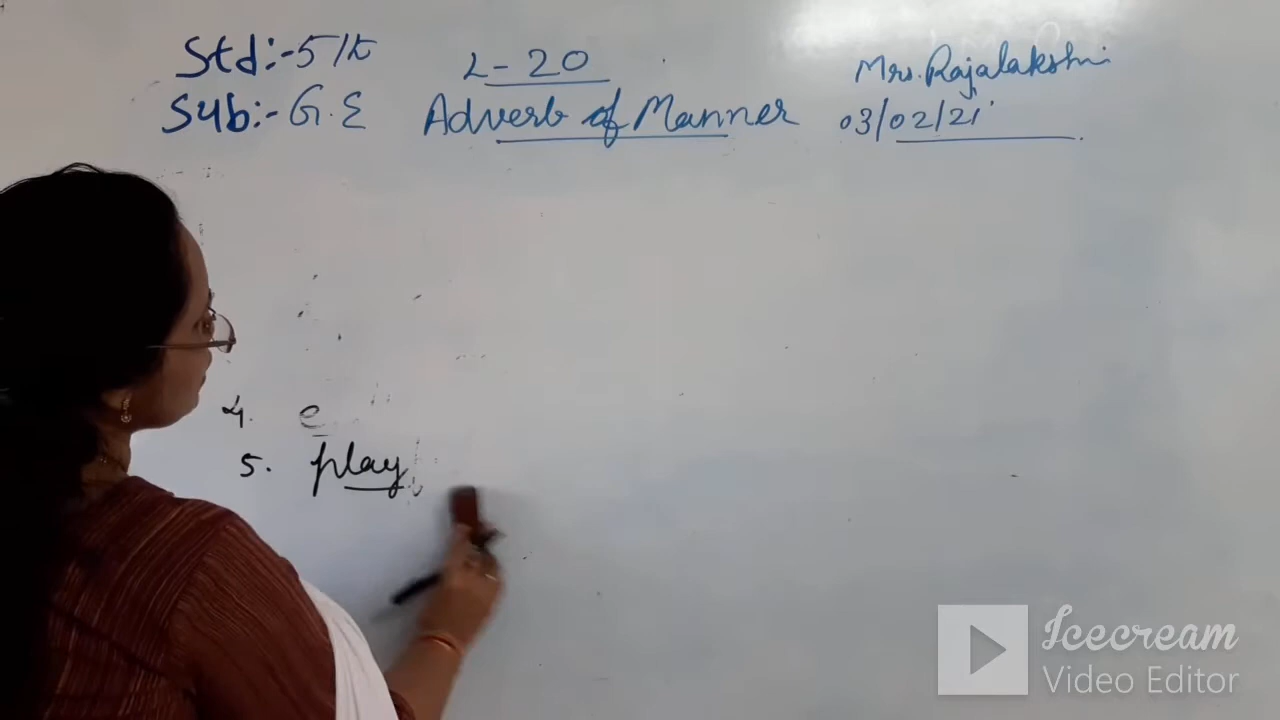 Std:-5th L-20 Mrs. Rajalakshmi
Sub:-G.E Adverb of Manner 03/02/21
4. e
5. play
Icecream
Video Editor